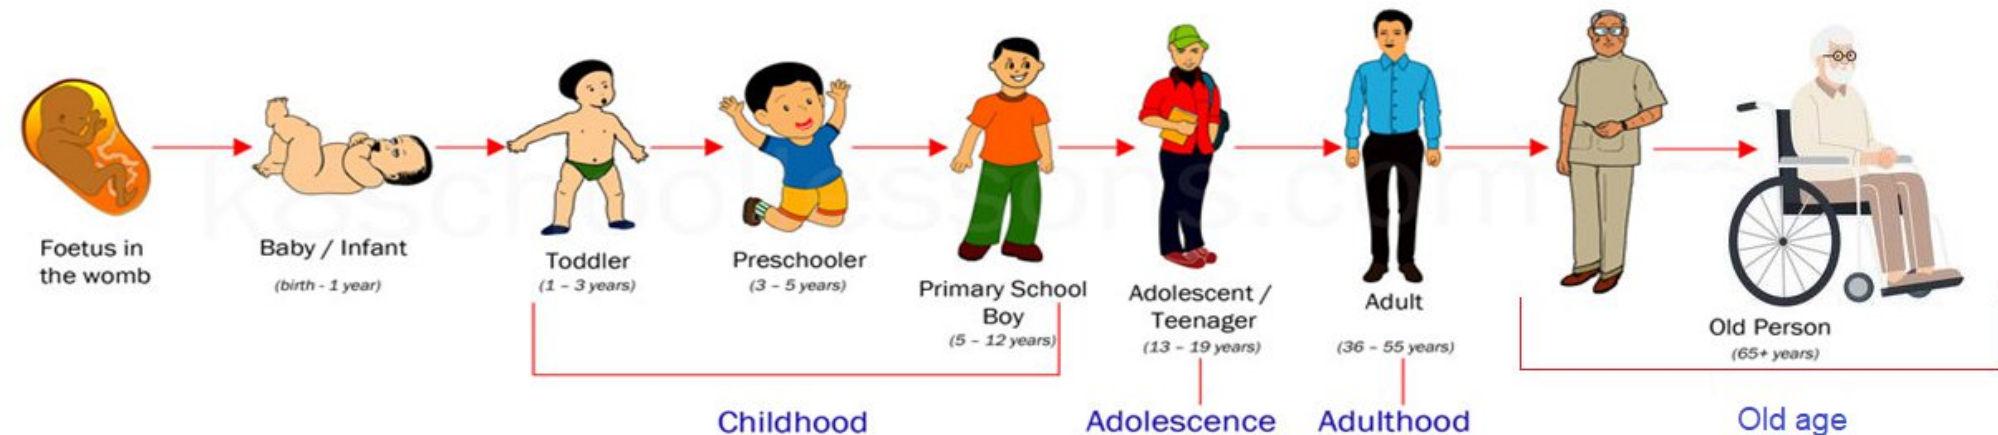 Foetus in
the womb
Baby / Infant
(birth - 1 year)
Toddler
(1 – 3 years)
Preschooler
(3 – 5 years)
Primary School
Boy
(5 – 12 years)
Adolescent /
Teenager
(13 – 19 years)
Adult
(36 – 55 years)
Old Person
(65+ years)
Childhood
Adolescence
Adulthood
Old age
k8schoollessons.com